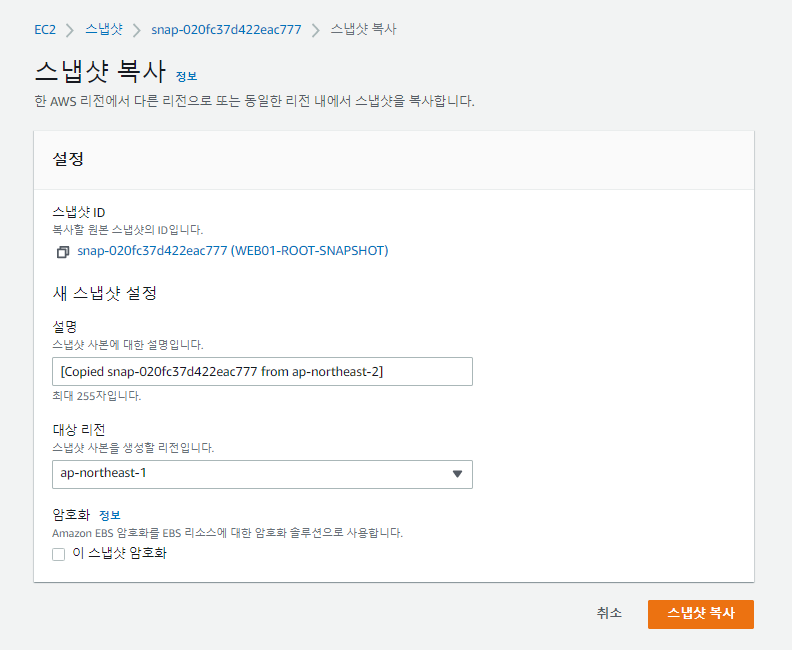 EC2 > 스냅샷 > snap-020fc37d422eac777 > 스냅샷 복사
스냅샷 복사 정보
한 AWS 리전에서 다른 리전으로 또는 동일한 리전 내에서 스냅샷을 복사합니다.
설정
스냅샷 ID
복사할 원본 스냅샷의 ID입니다.
snap-020fc37d422eac777 (WEB01-ROOT-SNAPSHOT)
새 스냅샷 설정
설명
스냅샷 사본에 대한 설명입니다.
[Copied snap-020fc37d422eac777 from ap-northeast-2]
최대 255자입니다.
대상 리전
스냅샷 사본을 생성할 리전입니다.
ap-northeast-1
암호화 정보
Amazon EBS 암호화를 EBS 리소스에 대한 암호화 솔루션으로 사용합니다.
이 스냅샷 암호화
취소 스냅샷 복사